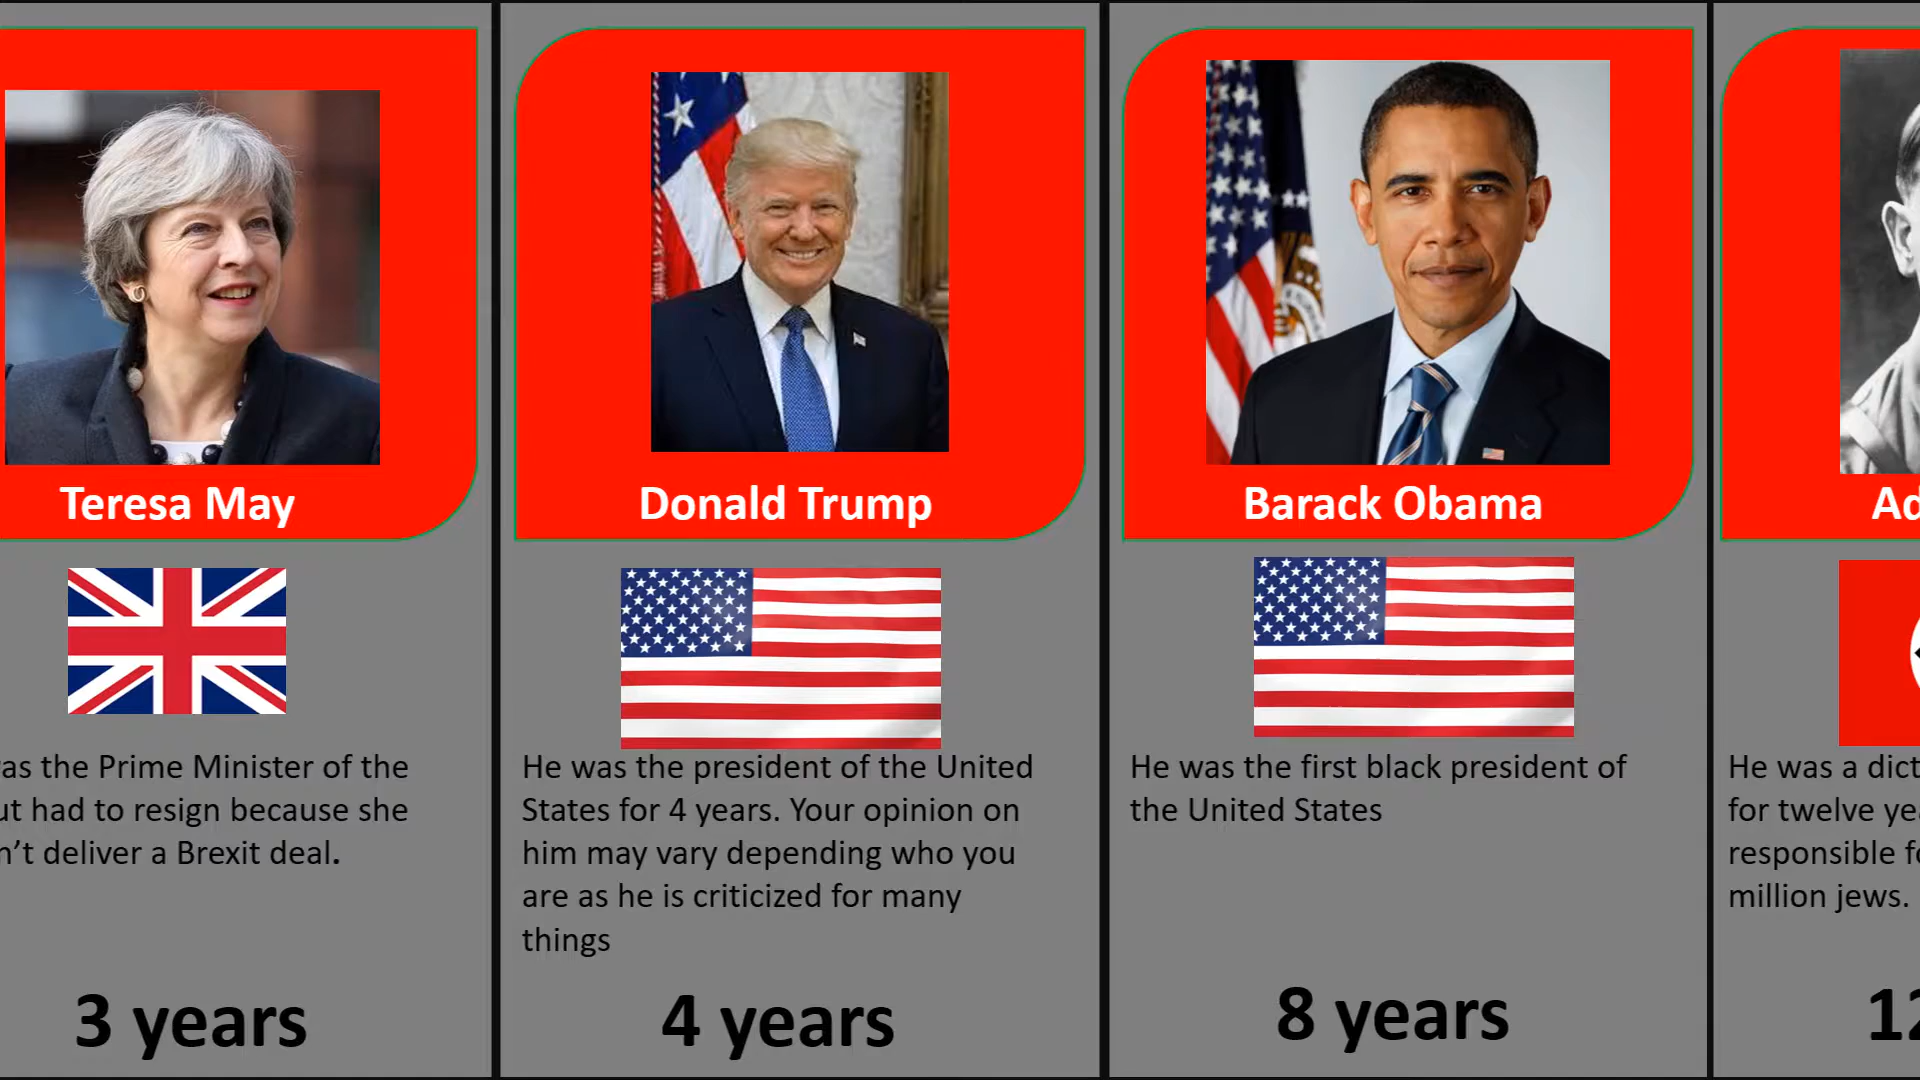 Teresa May
as the Prime Minister of the
ut had to resign because she
n't deliver a Brexit deal.
3 years
Donald Trump
He was the president of the United
States for 4 years. Your opinion on
him may vary depending who you
are as he is criticized for many
things
4 years
Barack Obama
He was the first black president of
the United States
8 years
Ad
He was a dict
for twelve ye
responsible fo
million jews.
12